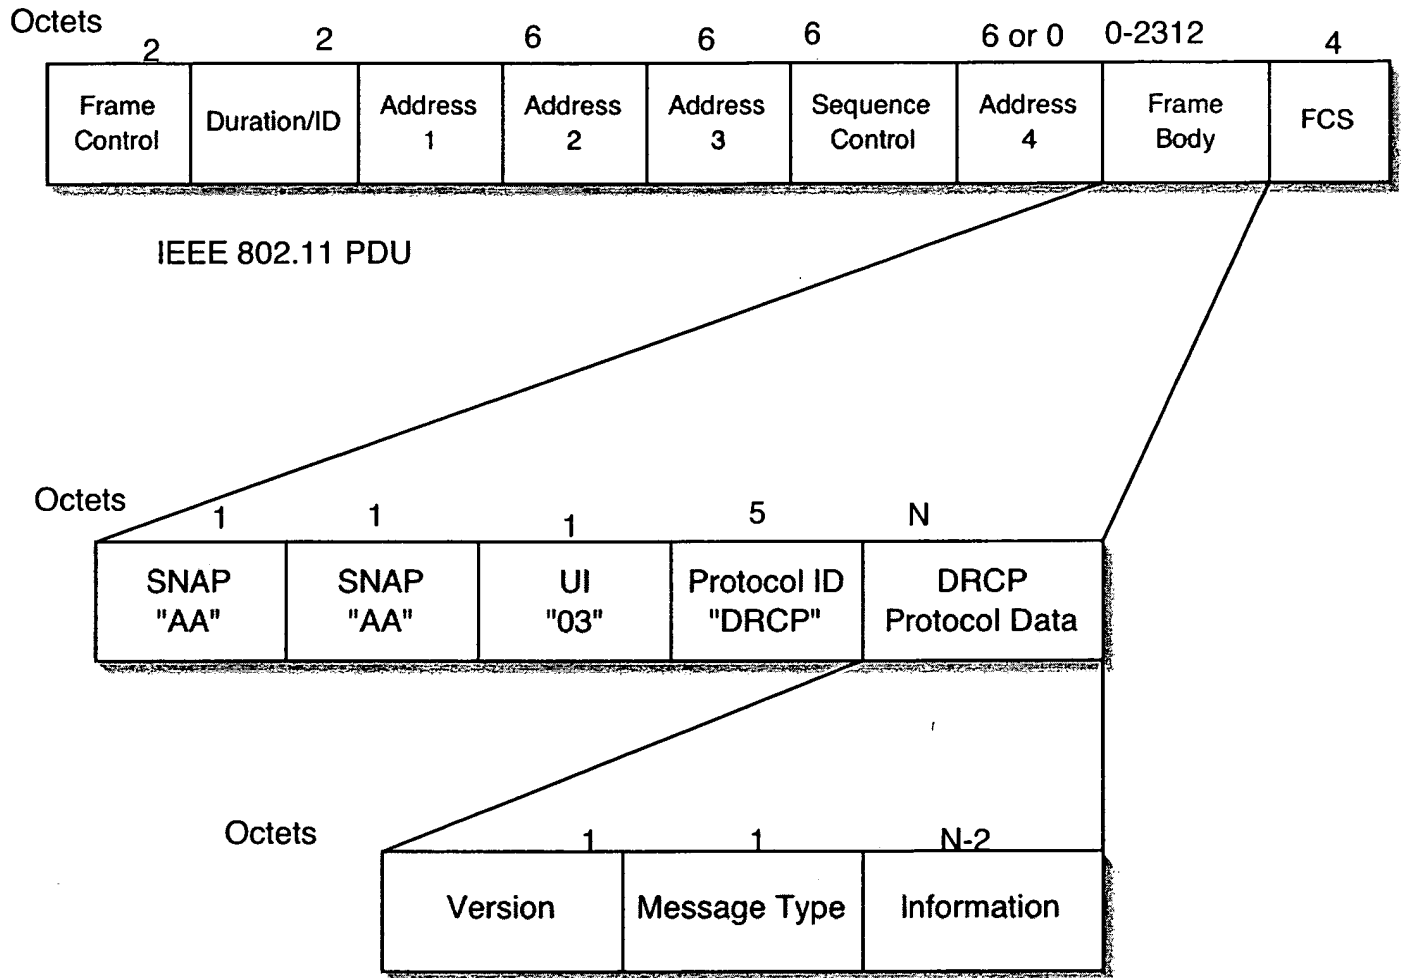 Octets
2 2 6 6 6 6 or 0 0-2312 4
Frame Control
Duration/ID
Address 1
Address 2
Address 3
Sequence Control
Address 4
Frame Body
FCS
IEEE 802.11 PDU
Octets
1 1 1 5 N
SNAP "AA"
SNAP "AA"
UI "03"
Protocol ID "DRCP"
DRCP Protocol Data
Octets
1 1 N-2
Version
Message Type
Information